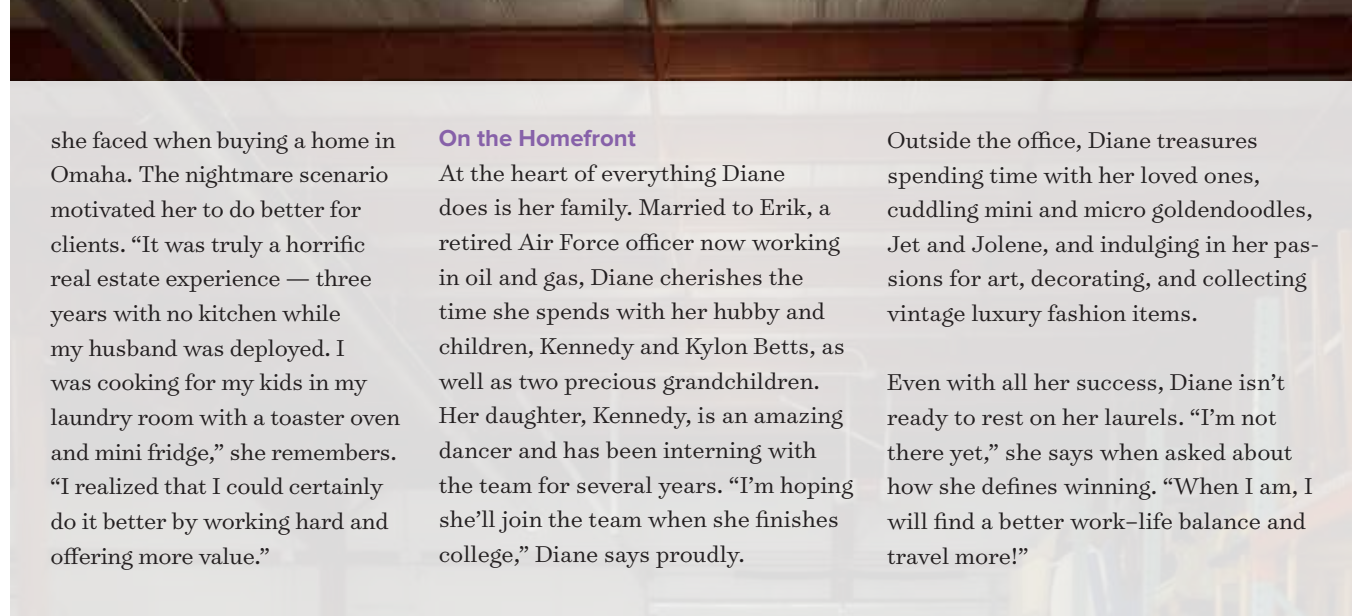 she faced when buying a home in
Omaha. The nightmare scenario
motivated her to do better for
clients. “It was truly a horrific
real estate experience — three
years with no kitchen while
my husband was deployed. I
was cooking for my kids in my
laundry room with a toaster oven
and mini fridge,” she remembers.
“I realized that I could certainly
do it better by working hard and
offering more value.”
On the Homefront
At the heart of everything Diane
does is her family. Married to Erik, a
retired Air Force officer now working
in oil and gas, Diane cherishes the
time she spends with her hubby and
children, Kennedy and Kylon Betts, as
well as two precious grandchildren.
Her daughter, Kennedy, is an amazing
dancer and has been interning with
the team for several years. “I’m hoping
she’ll join the team when she finishes
college,” Diane says proudly.
Outside the office, Diane treasures
spending time with her loved ones,
cuddling mini and micro goldendoodles,
Jet and Jolene, and indulging in her pas-
sions for art, decorating, and collecting
vintage luxury fashion items.
Even with all her success, Diane isn’t
ready to rest on her laurels. “I’m not
there yet,” she says when asked about
how she defines winning. “When I am, I
will find a better work–life balance and
travel more!”